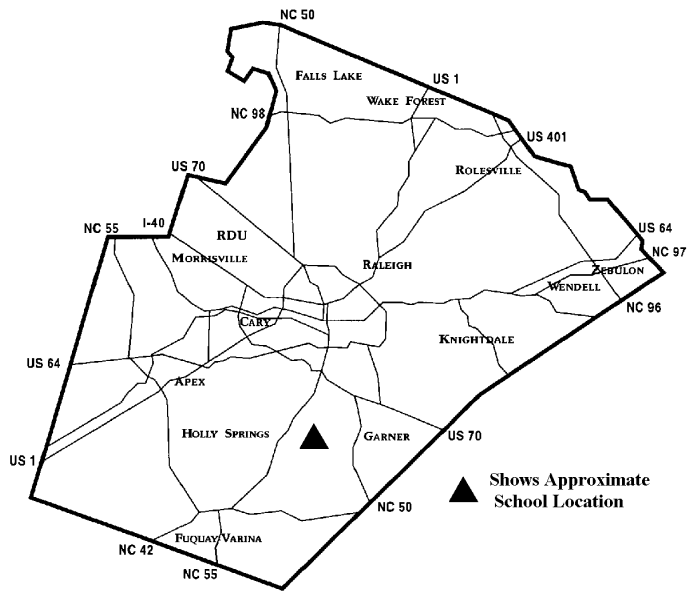 NC 50
FALLS LAKE
US 1
WAKE FOREST
NC 98
US 401
US 70
ROLESVILLE
NC 55
I-40
RDU
US 64
MORRISVILLE
RALEIGH
NC 97
ZEBULON
WENDELL
NC 96
CARY
KNIGHTDALE
US 64
APEX
HOLLY SPRINGS
GARNER
US 70
US 1
Shows Approximate
School Location
NC 50
FUQUAY VARINA
NC 42
NC 55